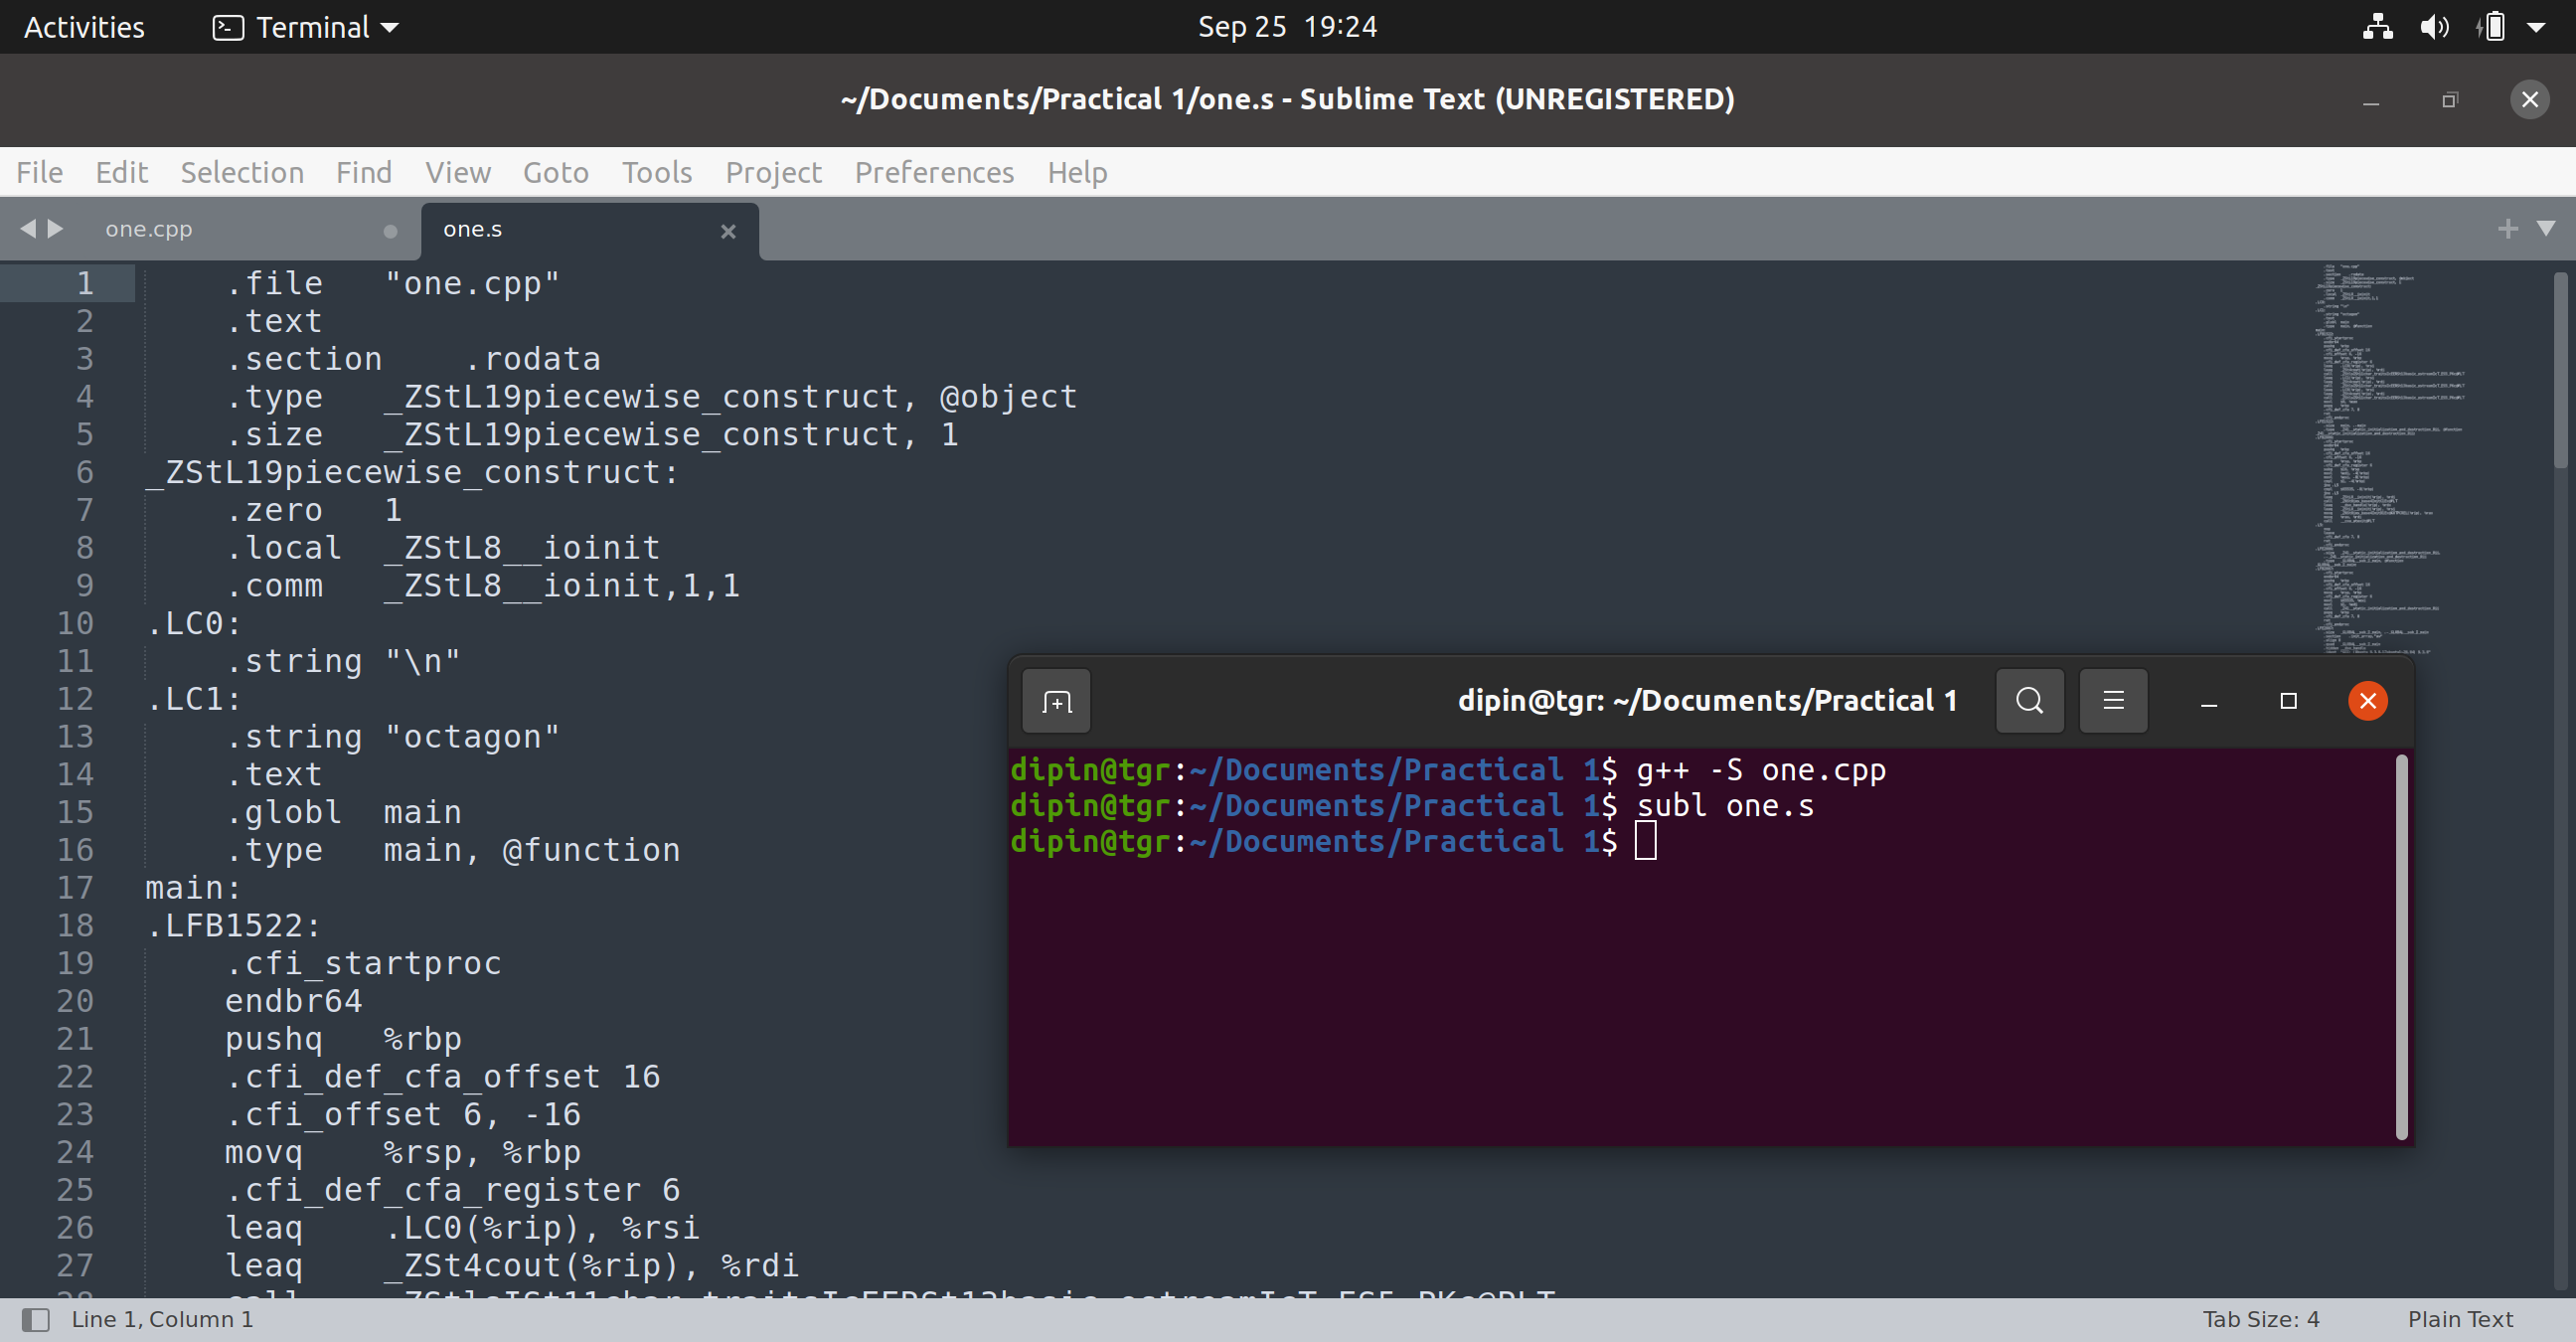 Activities Terminal Sep 25 19:24
~/Documents/Practical 1/one.s - Sublime Text (UNREGISTERED)
File Edit Selection Find View Goto Tools Project Preferences Help
one.cpp one.s
1 .file "one.cpp"
2 .text
3 .section .rodata
4 .type _ZStL19piecewise_construct, @object
5 .size _ZStL19piecewise_construct, 1
6 _ZStL19piecewise_construct:
7 .zero 1
8 .local _ZStL8__ioinit
9 .comm _ZStL8__ioinit,1,1
10 .LC0:
11 .string "\n"
12 .LC1:
13 .string "octagon"
14 .text
15 .globl main
16 .type main, @function
17 main:
18 .LFB1522:
19 .cfi_startproc
20 endbr64
21 pushq %rbp
22 .cfi_def_cfa_offset 16
23 .cfi_offset 6, -16
24 movq %rsp, %rbp
25 .cfi_def_cfa_register 6
26 leaq .LC0(%rip), %rsi
27 leaq _ZSt4cout(%rip), %rdi
dipin@tgr: ~/Documents/Practical 1
dipin@tgr:~/Documents/Practical 1$ g++ -S one.cpp
dipin@tgr:~/Documents/Practical 1$ subl one.s
dipin@tgr:~/Documents/Practical 1$
Line 1, Column 1 Tab Size: 4 Plain Text